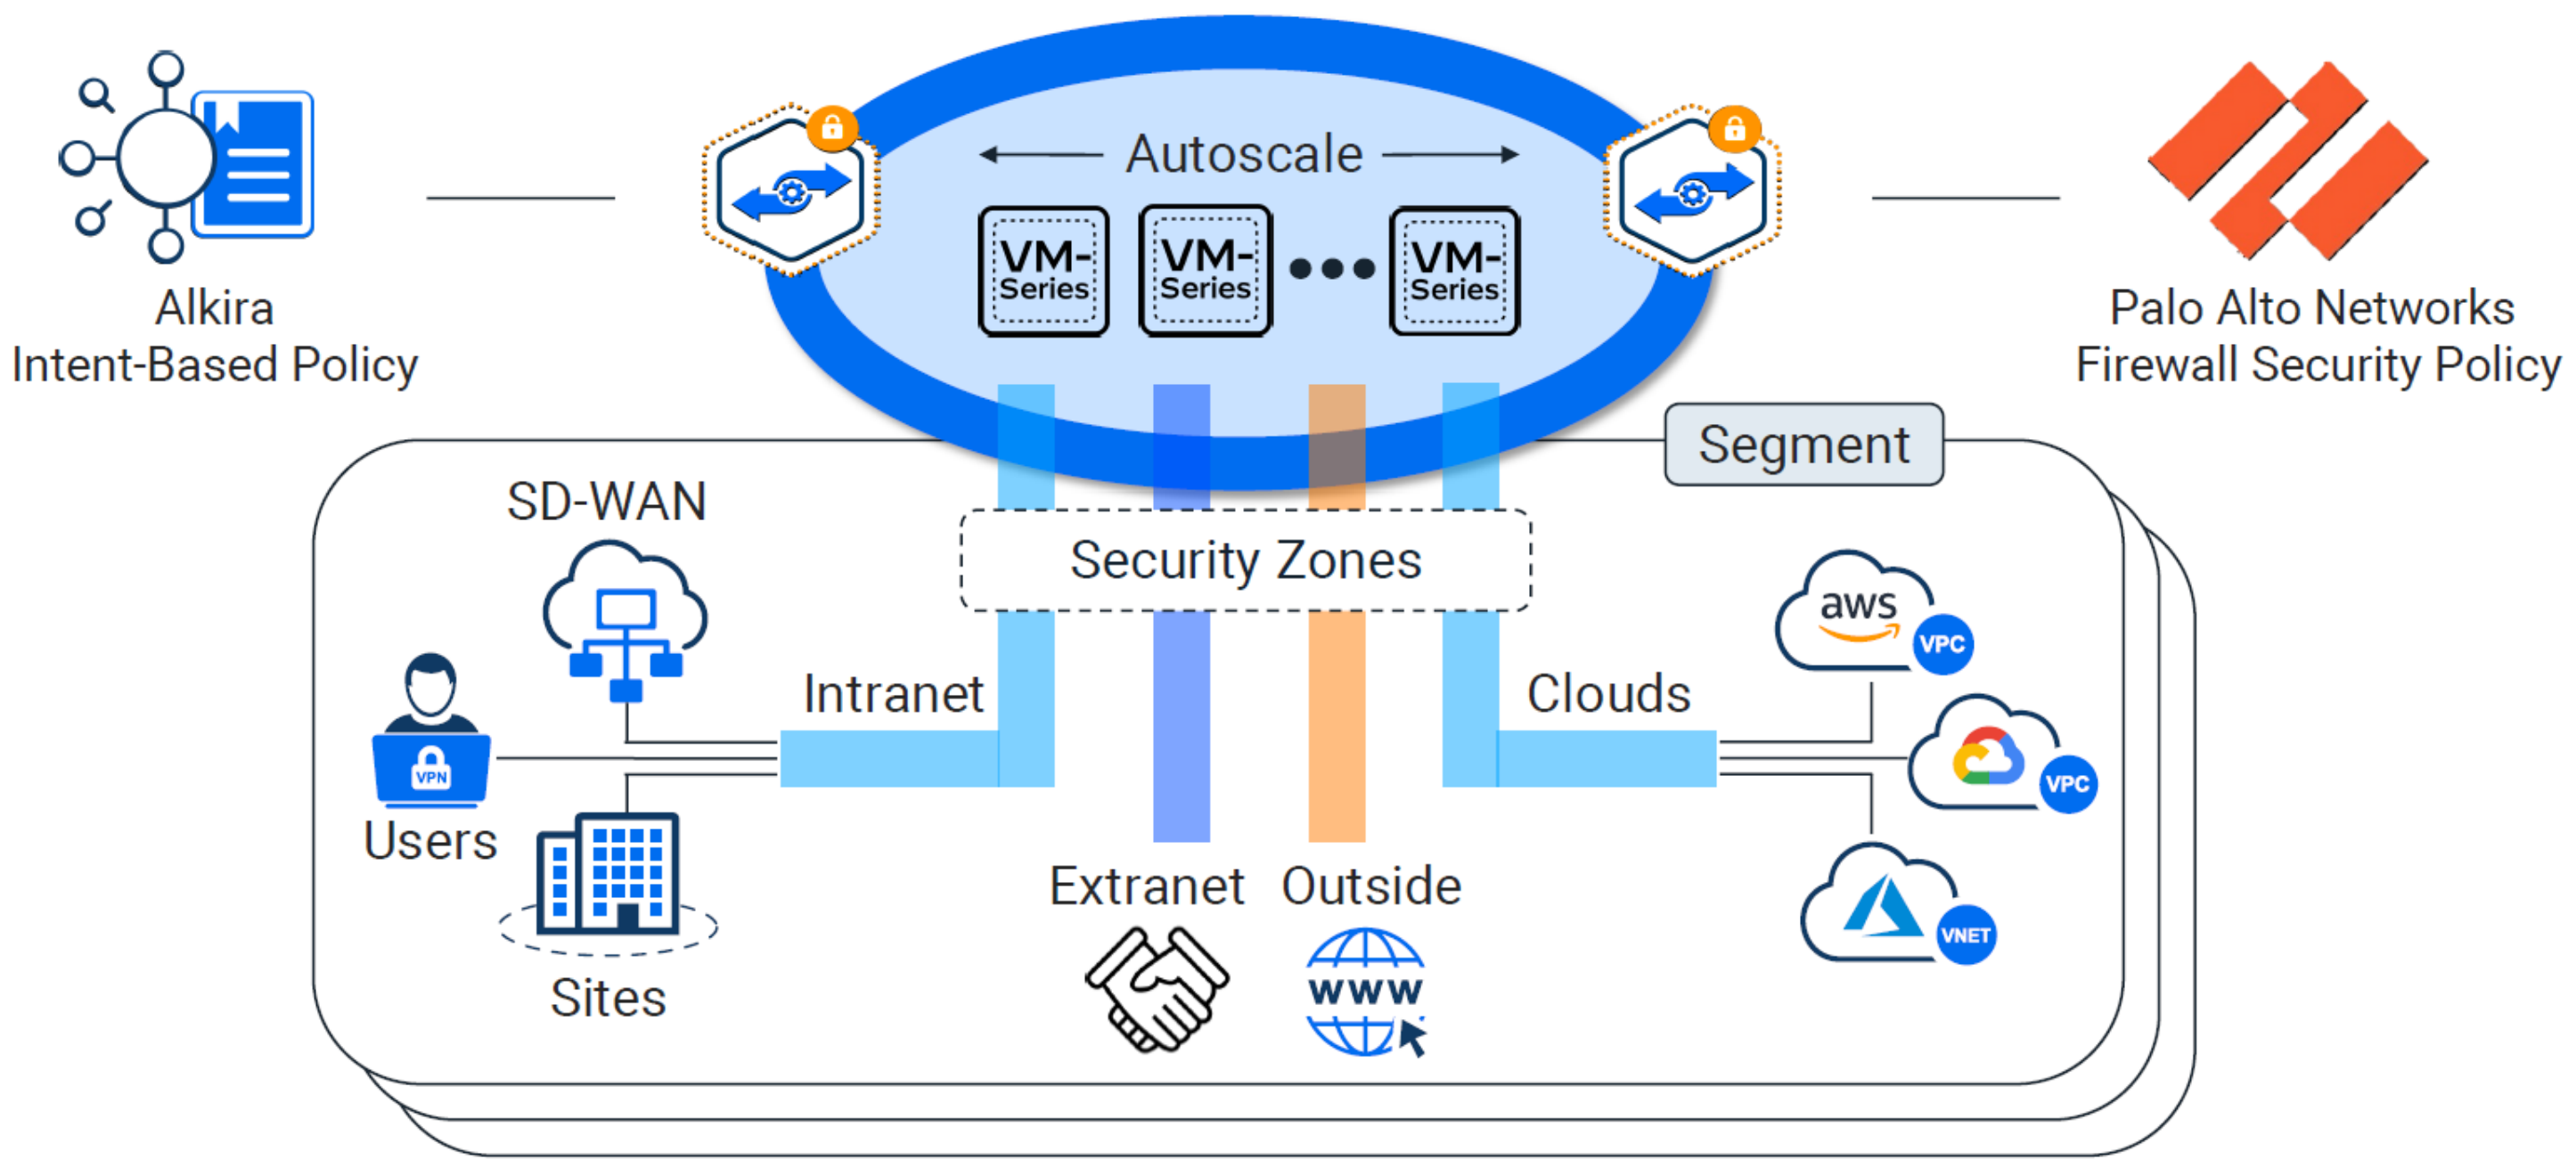 Autoscale
VM-
Series
VM-
Series
VM-
Series
Alkira
Intent-Based Policy
Palo Alto Networks
Firewall Security Policy
Segment
SD-WAN
Security Zones
aws
VPC
Intranet
Clouds
VPN
VPC
Users
Extranet
Outside
VNET
www
Sites